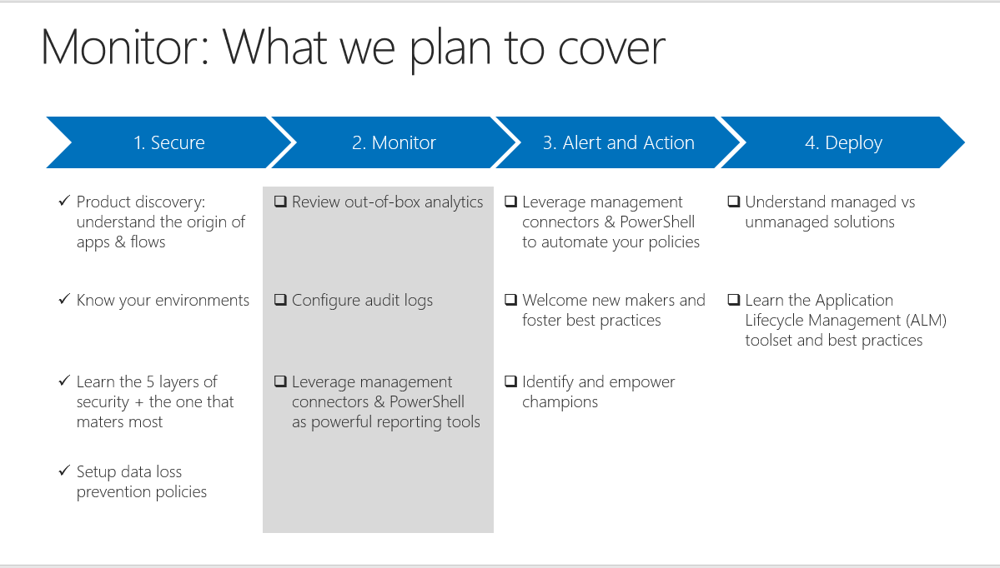 Monitor: What we plan to cover
1. Secure
2. Monitor
3. Alert and Action
4. Deploy
Product discovery:
understand the origin of
apps & flows
Know your environments
Learn the 5 layers of
security + the one that
maters most
Setup data loss
prevention policies
Review out-of-box analytics
Configure audit logs
Leverage management
connectors & PowerShell
as powerful reporting tools
Leverage management
connectors & PowerShell
to automate your policies
Welcome new makers and
foster best practices
Identify and empower
champions
Understand managed vs
unmanaged solutions
Learn the Application
Lifecycle Management (ALM)
toolset and best practices